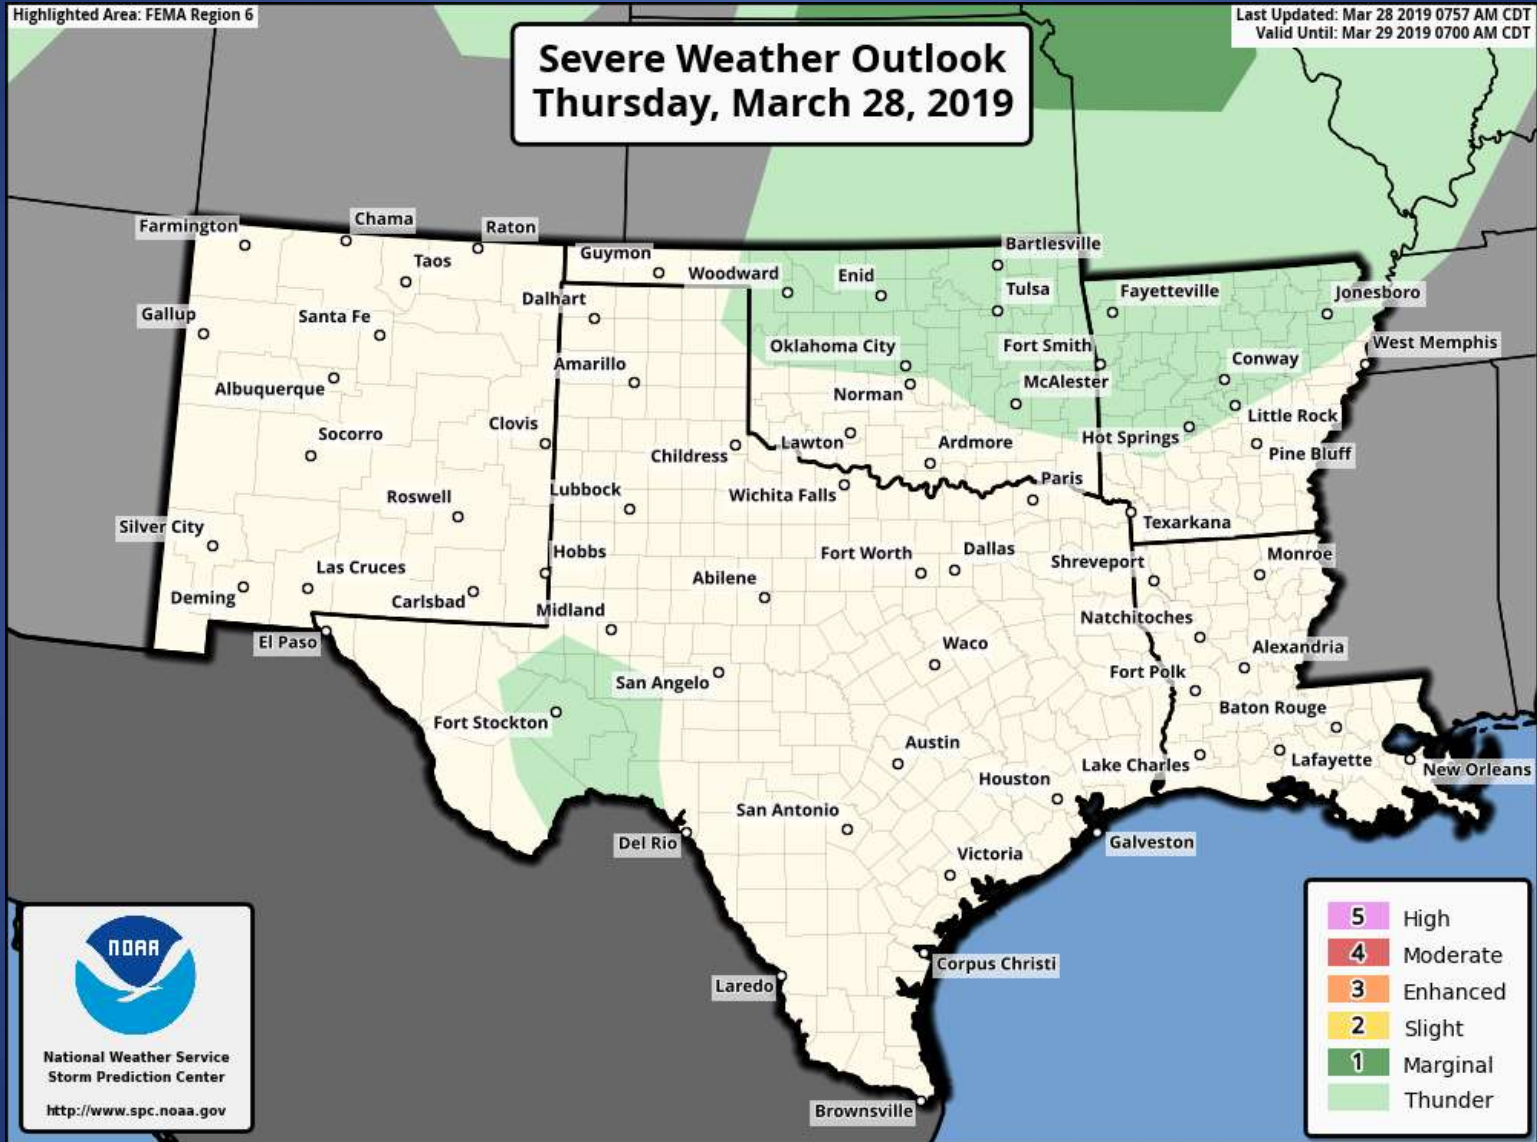 Highlighted Area: FEMA Region 6
Last Updated: Mar 28 2019 0757 AM CDT
Valid Until: Mar 29 2019 0700 AM CDT
Severe Weather Outlook
Thursday, March 28, 2019
Farmington
Chama
Raton
Taos
Guymon
Woodward
Enid
Bartlesville
Tulsa
Fayetteville
Jonesboro
Gallup
Santa Fe
Dalhart
Oklahoma City
Fort Smith
West Memphis
Conway
Albuquerque
Amarillo
Norman
McAlester
Little Rock
Clovis
Socorro
Childress
Lawton
Ardmore
Hot Springs
Pine Bluff
Roswell
Lubbock
Wichita Falls
Paris
Texarkana
Silver City
Hobbs
Las Cruces
Abilene
Fort Worth
Dallas
Shreveport
Monroe
Deming
Carlsbad
Midland
Natchitoches
El Paso
Waco
Alexandria
San Angelo
Fort Polk
Fort Stockton
Baton Rouge
Austin
Houston
Lake Charles
Lafayette
New Orleans
San Antonio
Del Rio
Victoria
Galveston
Corpus Christi
Laredo
Brownsville
NOAA
National Weather Service
Storm Prediction Center
http://www.spc.noaa.gov
5 High
4 Moderate
3 Enhanced
2 Slight
1 Marginal
Thunder